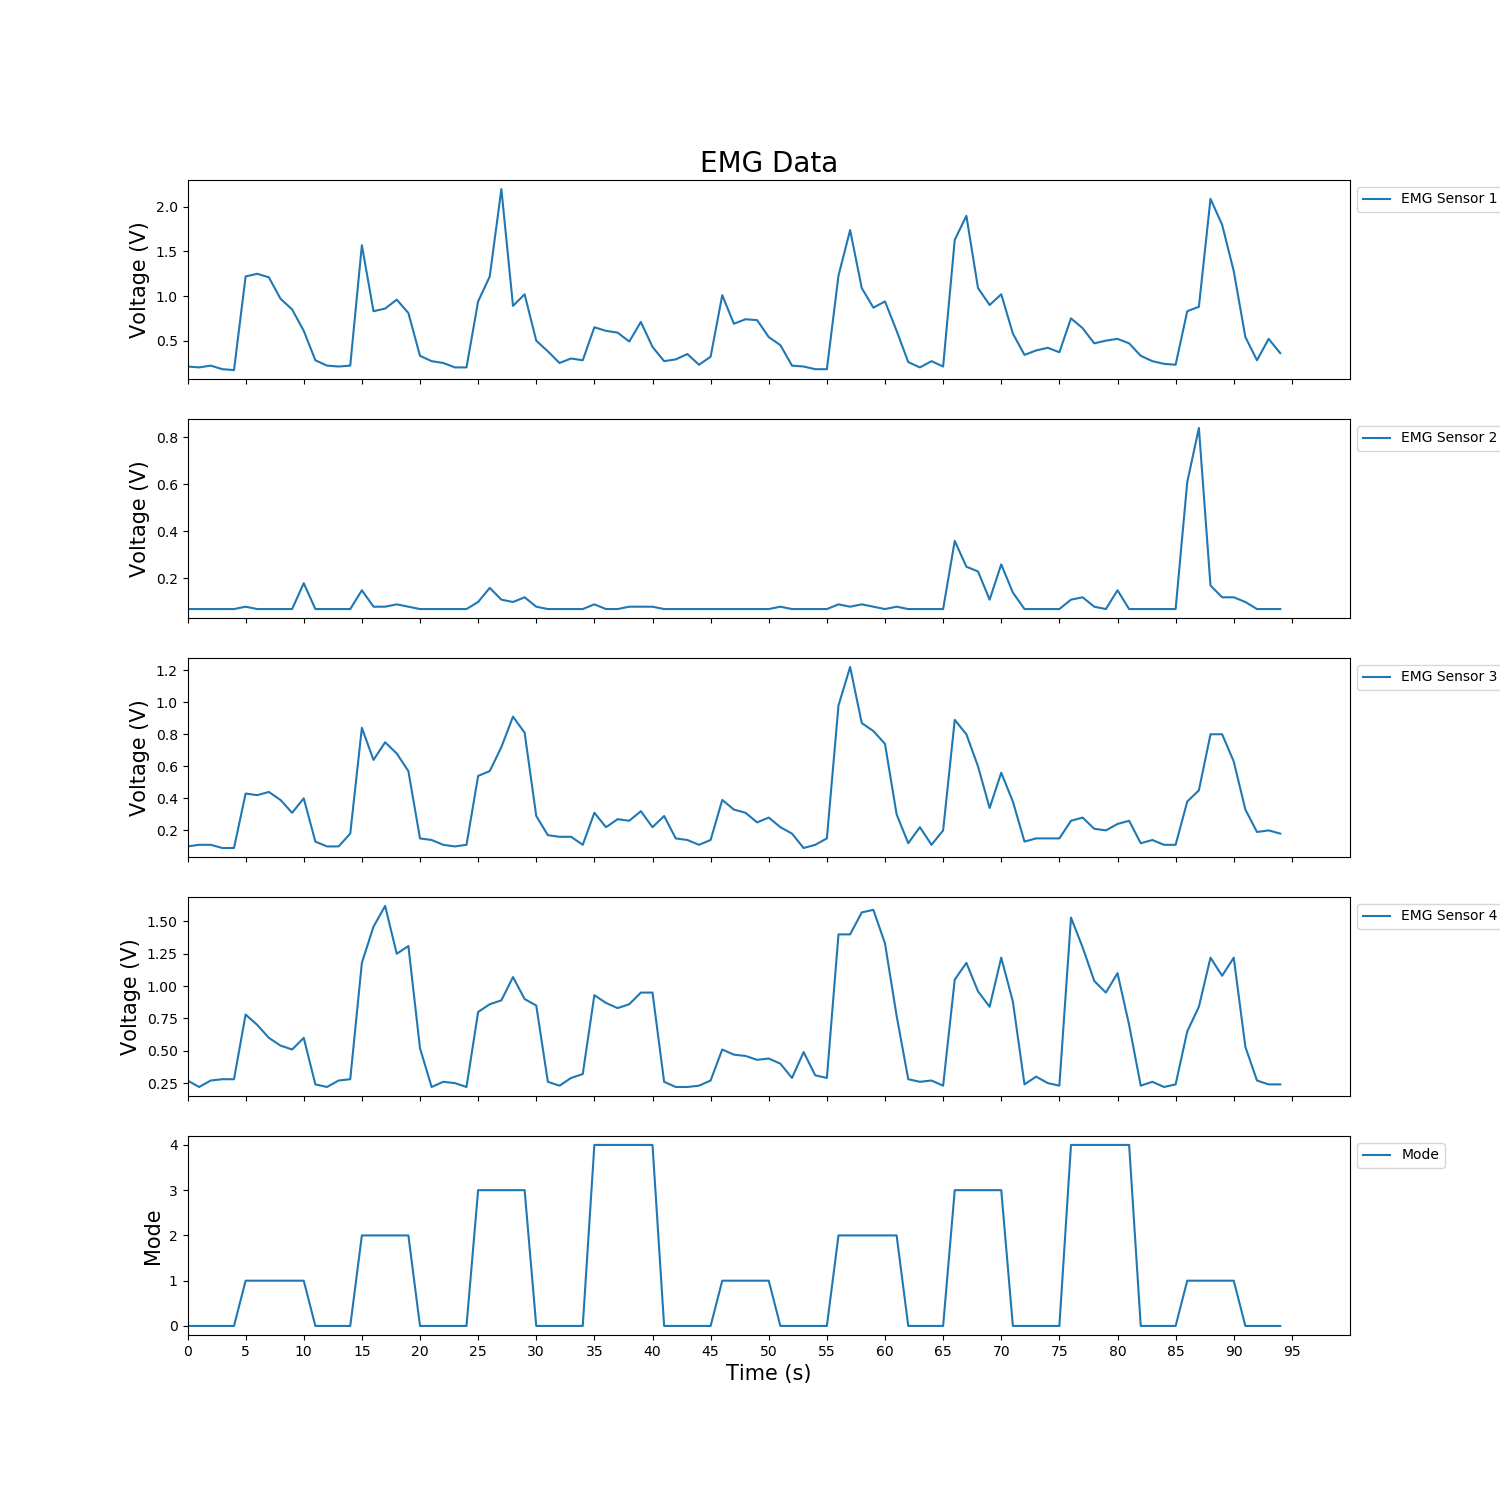 EMG Data
2.0
1.5
1.0
0.5
Voltage (V)
EMG Sensor 1
0.8
0.6
0.4
0.2
Voltage (V)
EMG Sensor 2
1.2
1.0
0.8
0.6
0.4
0.2
Voltage (V)
EMG Sensor 3
1.50
1.25
1.00
0.75
0.50
0.25
Voltage (V)
EMG Sensor 4
4
3
2
1
0
Mode
Mode
0 5 10 15 20 25 30 35 40 45 50 55 60 65 70 75 80 85 90 95
Time (s)